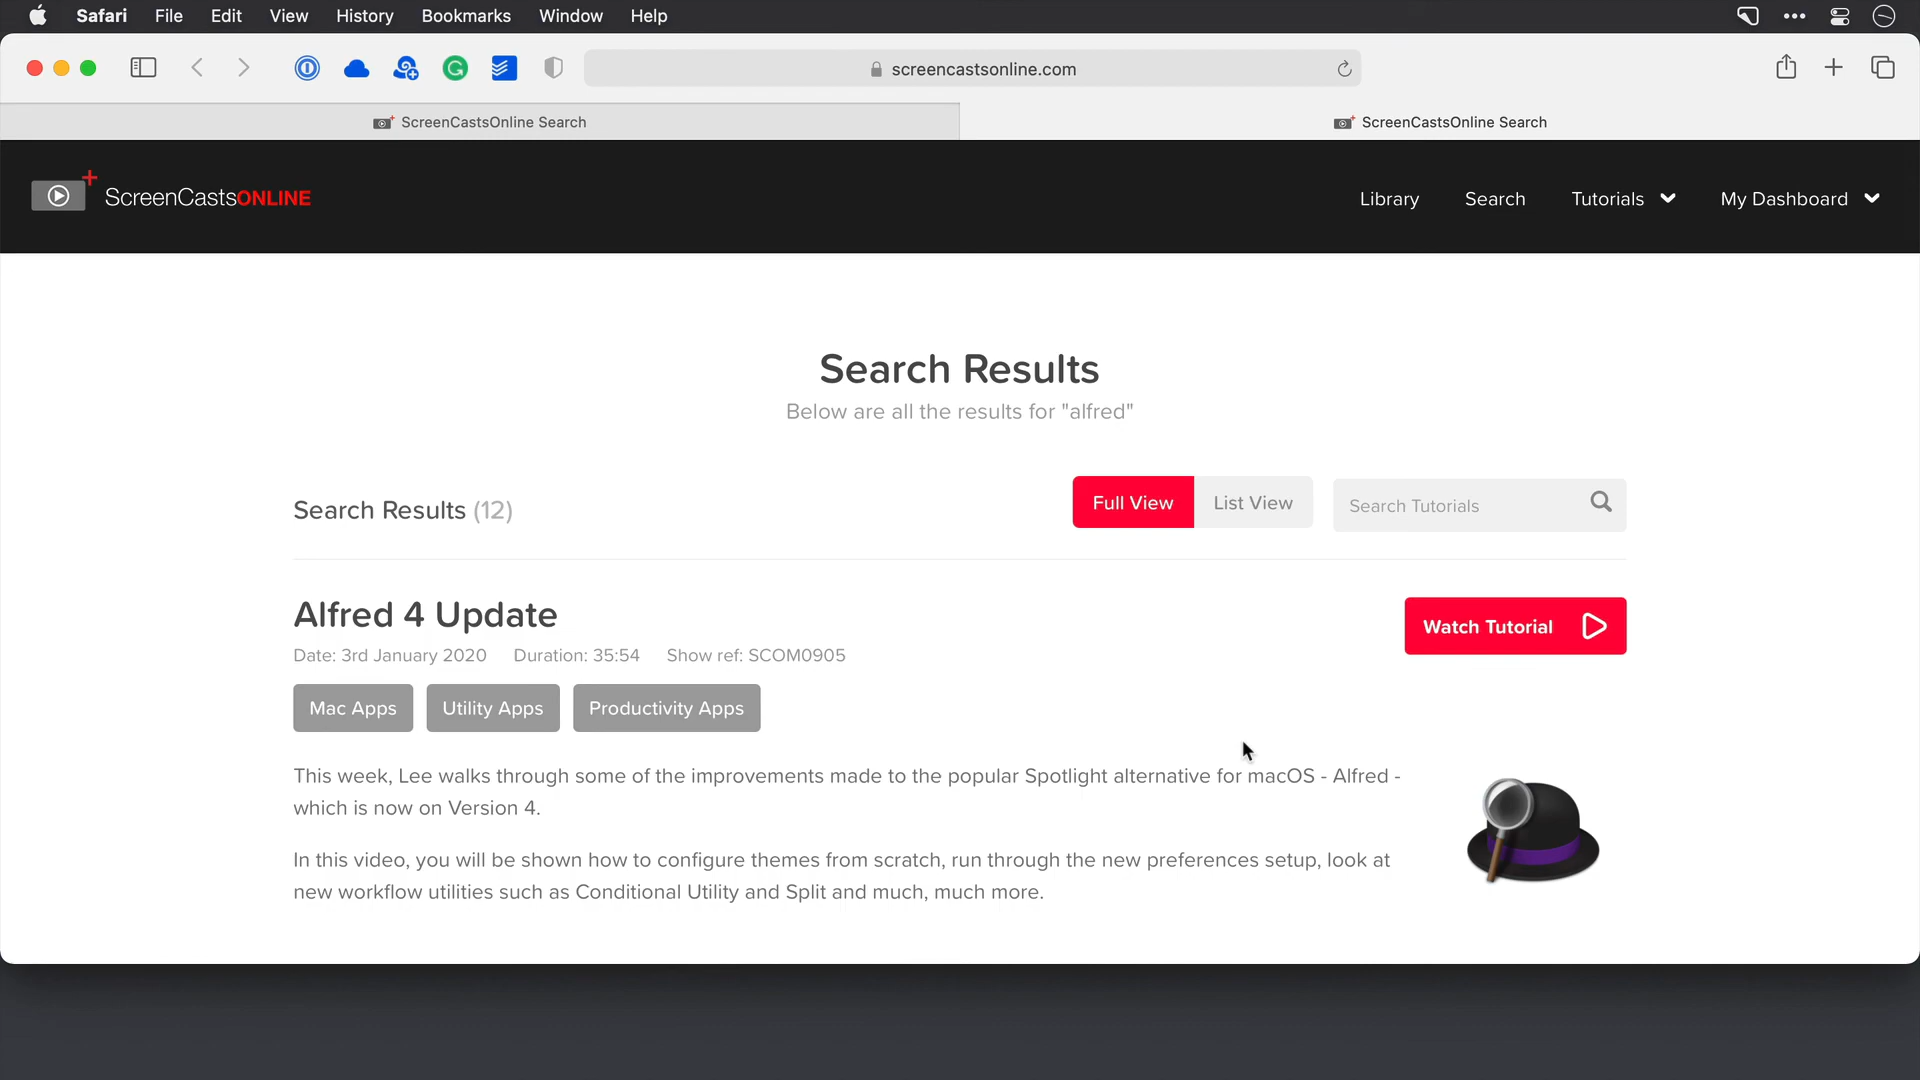 Safari File Edit View History Bookmarks Window Help
screencastsonline.com
ScreenCastsOnline Search
ScreenCastsOnline Search
ScreenCastsONLINE
Library Search Tutorials My Dashboard
Search Results
Below are all the results for "alfred"
Search Results (12)
Full View List View Search Tutorials
Alfred 4 Update
Watch Tutorial
Date: 3rd January 2020 Duration: 35:54 Show ref: SCOM0905
Mac Apps Utility Apps Productivity Apps
This week, Lee walks through some of the improvements made to the popular Spotlight alternative for macOS - Alfred -
which is now on Version 4.
In this video, you will be shown how to configure themes from scratch, run through the new preferences setup, look at
new workflow utilities such as Conditional Utility and Split and much, much more.